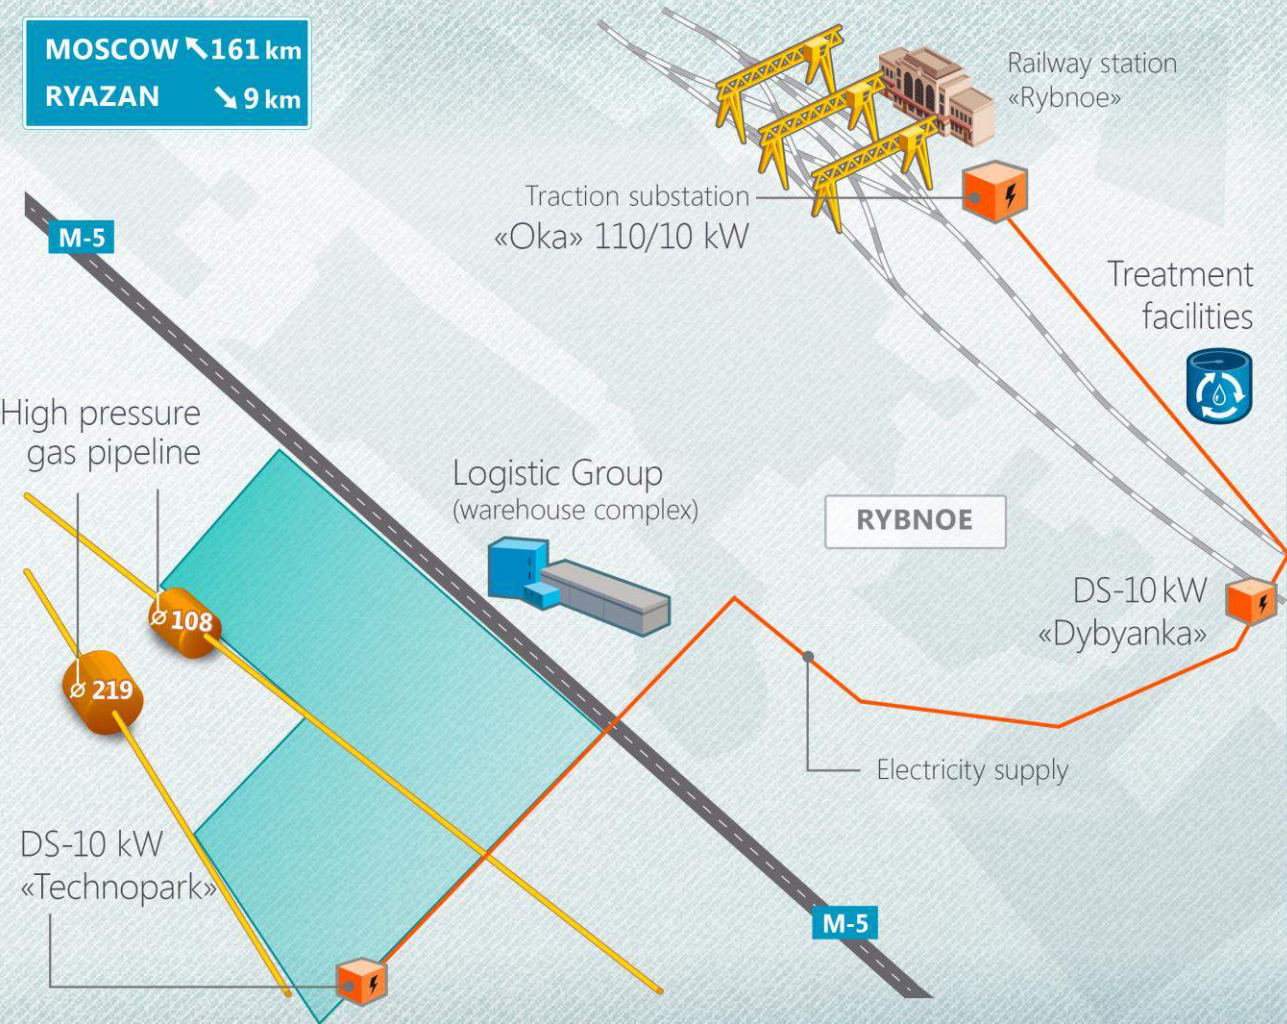 MOSCOW ↖ 161 km
RYAZAN ↘ 9 km
Railway station
«Rybnoe»
Traction substation
«Oka» 110/10 kW
M-5
Treatment
facilities
High pressure
gas pipeline
Logistic Group
(warehouse complex)
RYBNOE
DS-10 kW
«Dybyanka»
⌀ 108
⌀ 219
Electricity supply
DS-10 kW
«Technopark»
M-5